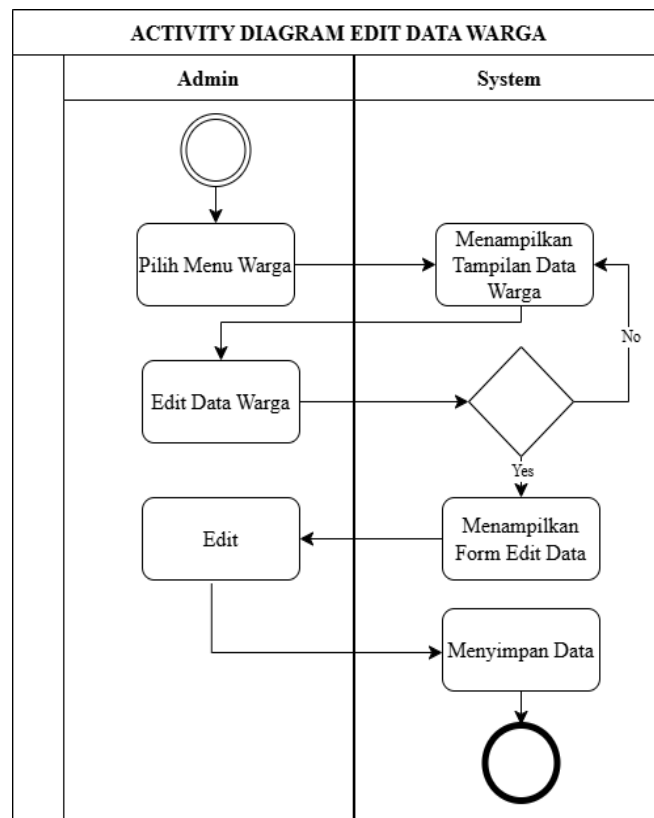 ACTIVITY DIAGRAM EDIT DATA WARGA
Admin
System
Pilih Menu Warga
Menampilkan
Tampilan Data
Warga
No
Edit Data Warga
Yes
Menampilkan
Form Edit Data
Edit
Menyimpan Data